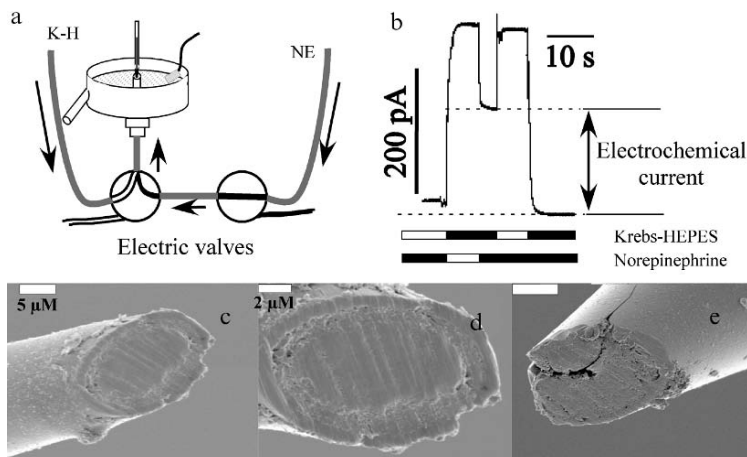 a
K-H
NE
Electric valves
b
10 s
200 pA
Electrochemical
current
Krebs-HEPES
Norepinephrine
5 µM
c
2 µM
d
e